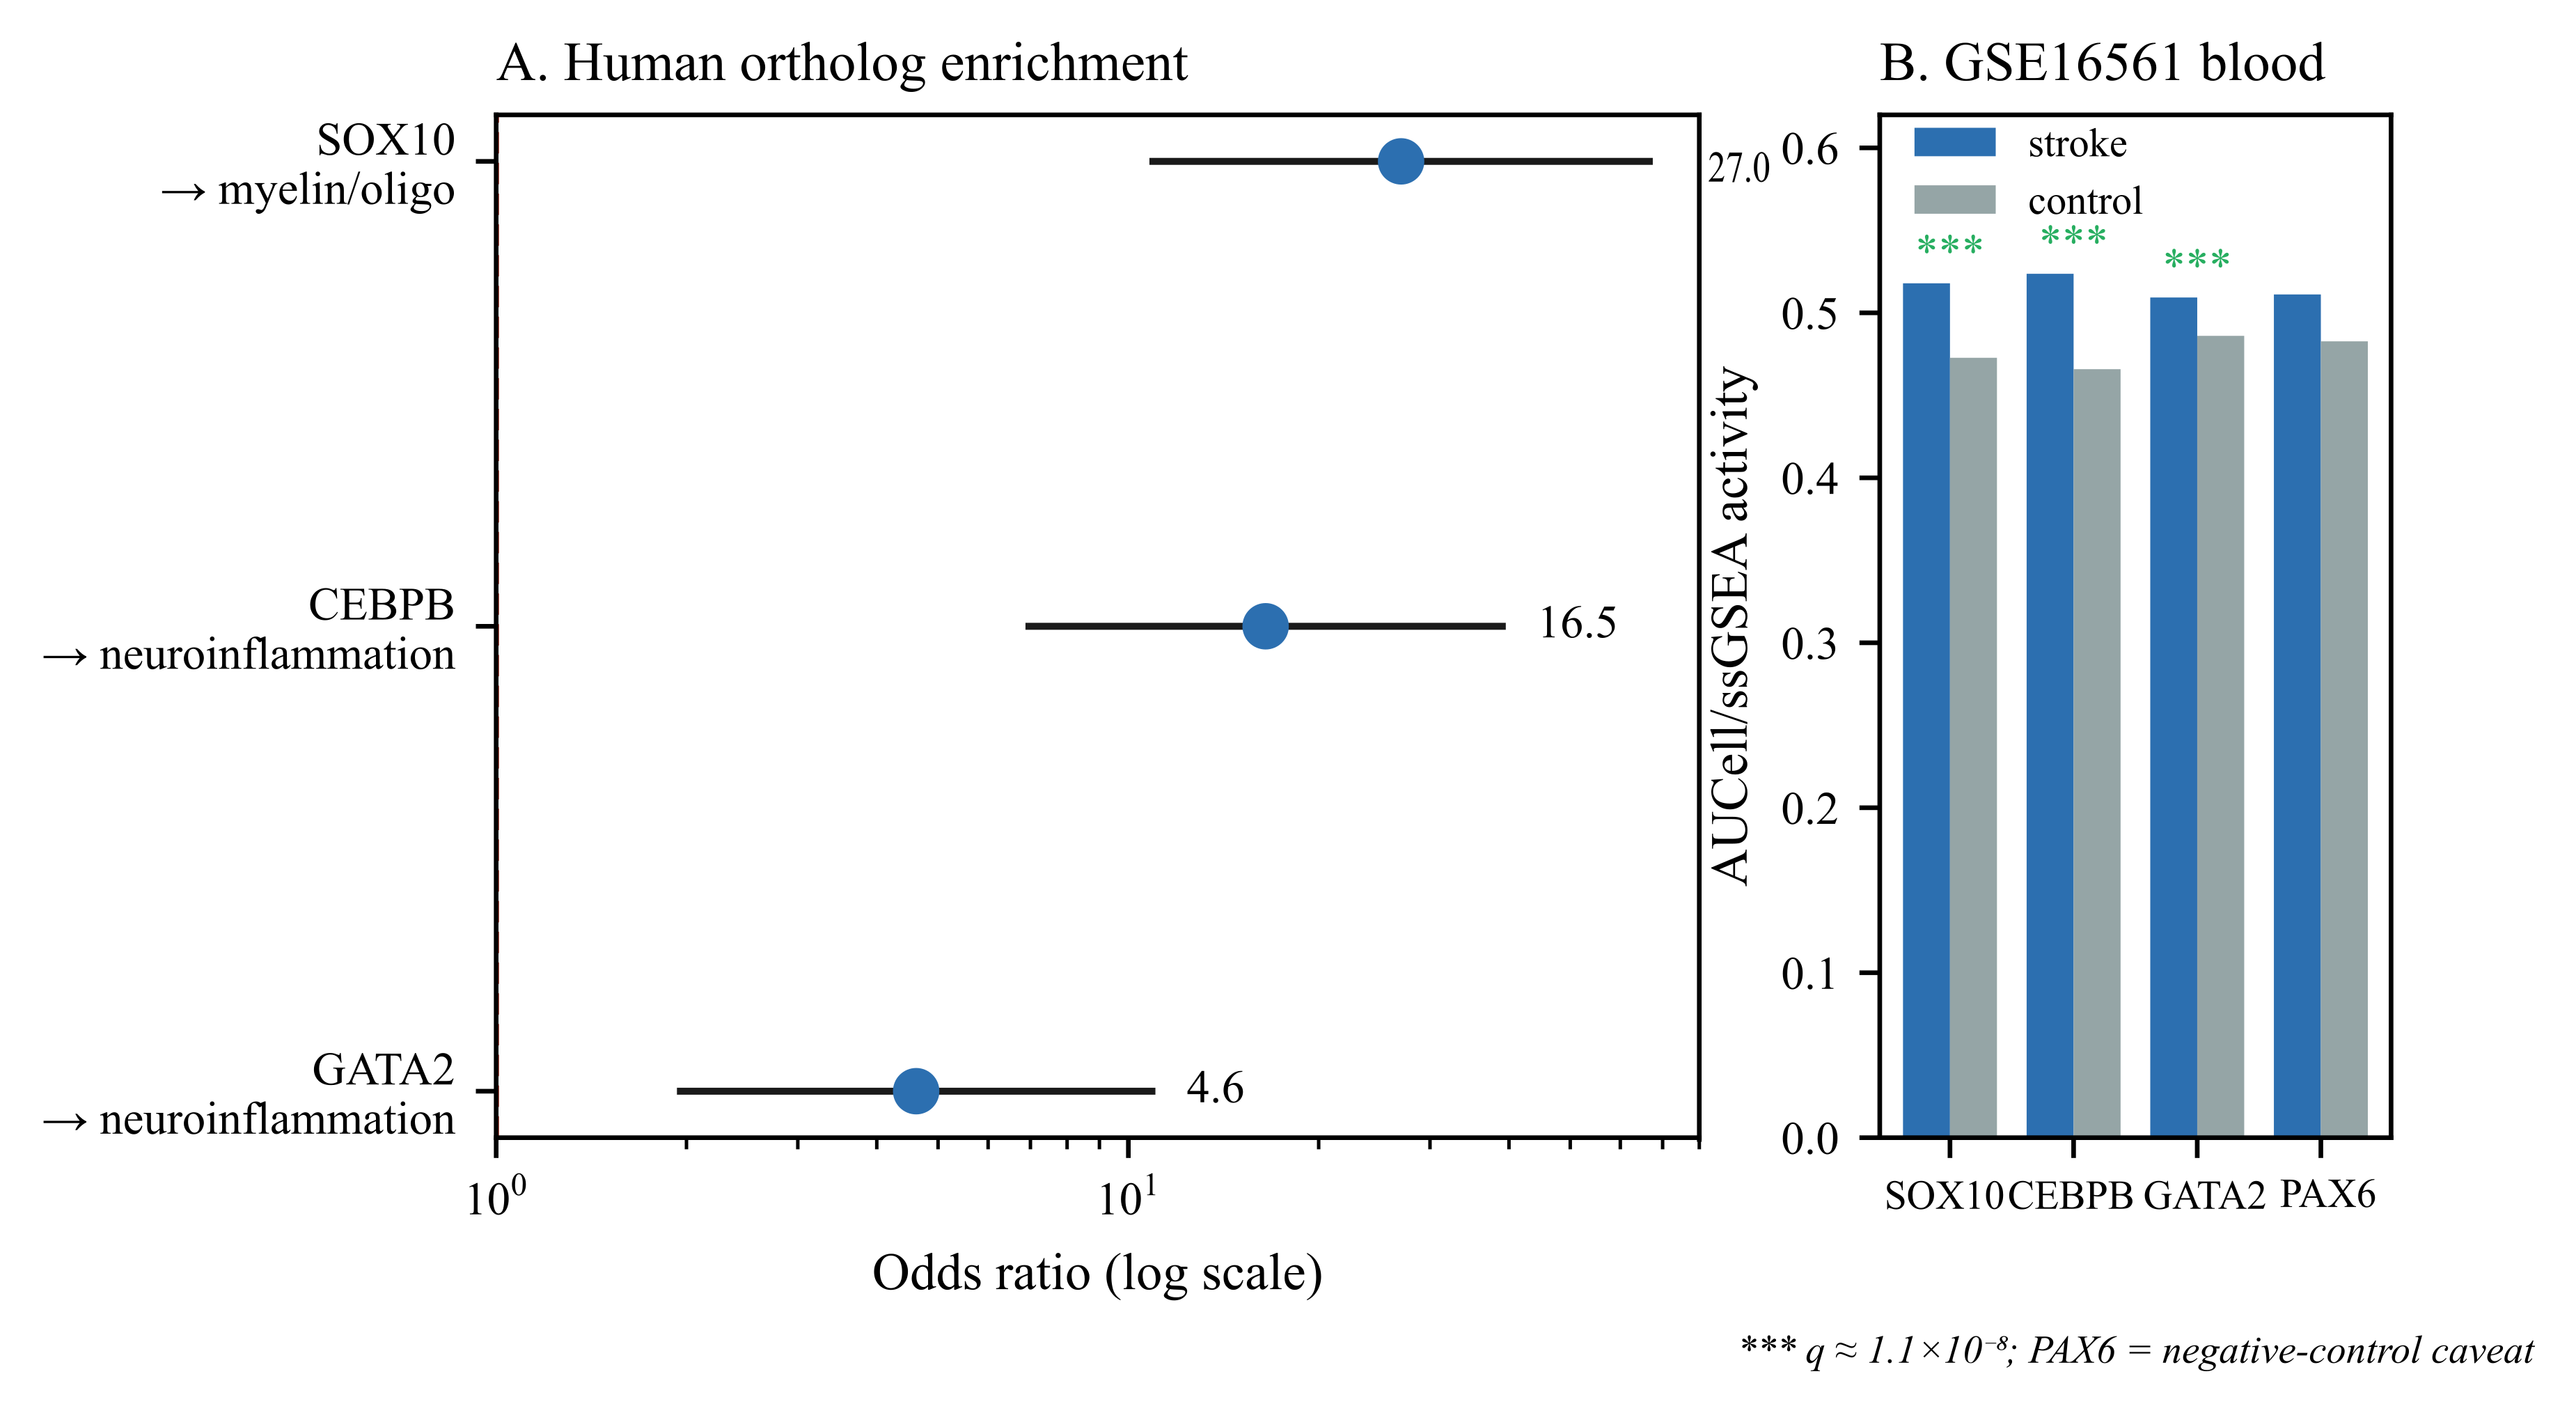 A. Human ortholog enrichment
SOX10
→ myelin/oligo
CEBPB
→ neuroinflammation
GATA2
→ neuroinflammation
27.0
16.5
4.6
10⁰
10¹
Odds ratio (log scale)
B. GSE16561 blood
AUCell/ssGSEA activity
0.6
0.5
0.4
0.3
0.2
0.1
0.0
stroke
control
***
***
***
SOX10
CEBPB
GATA2
PAX6
*** q ≈ 1.1×10⁻⁸; PAX6 = negative-control caveat